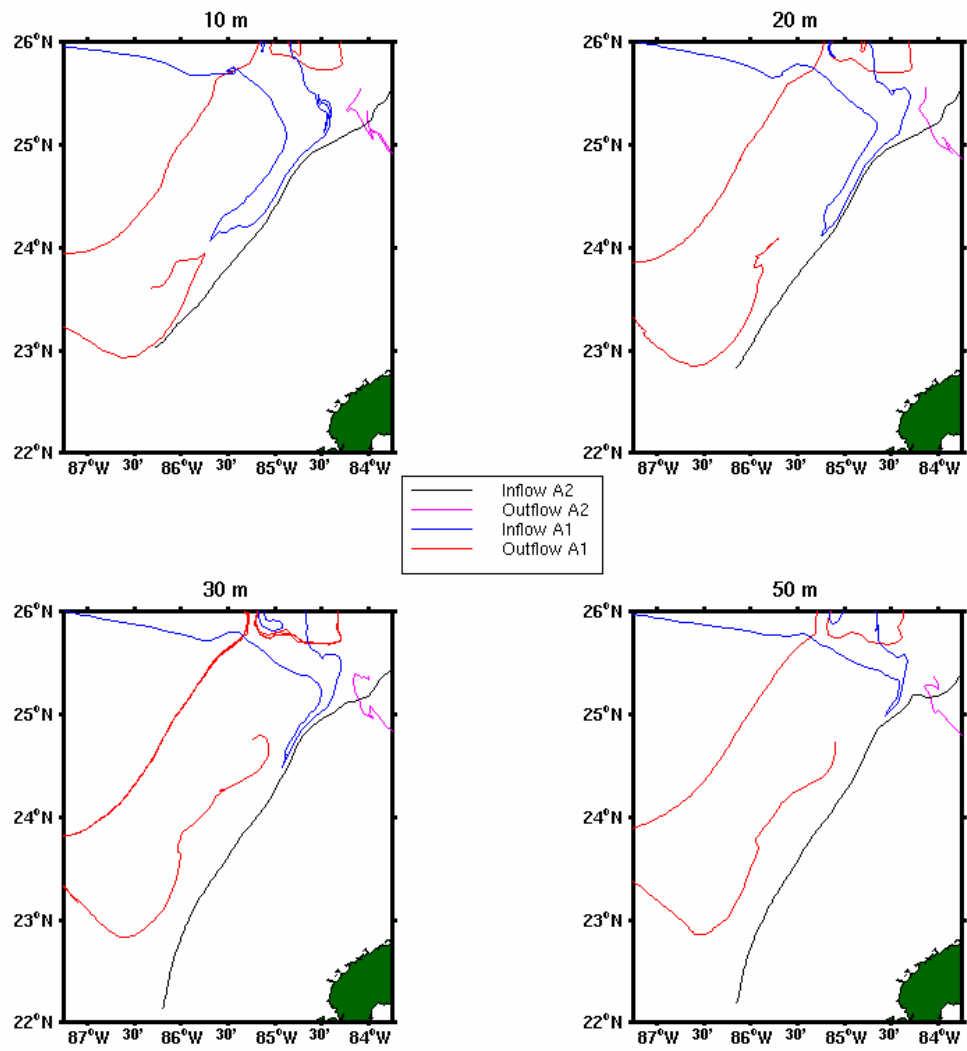 10 m
26°N
25°N
24°N
23°N
22°N
87°W 30' 86°W 30' 85°W 30' 84°W
20 m
26°N
25°N
24°N
23°N
22°N
87°W 30' 86°W 30' 85°W 30' 84°W
Inflow A2
Outflow A2
Inflow A1
Outflow A1
30 m
26°N
25°N
24°N
23°N
22°N
87°W 30' 86°W 30' 85°W 30' 84°W
50 m
26°N
25°N
24°N
23°N
22°N
87°W 30' 86°W 30' 85°W 30' 84°W